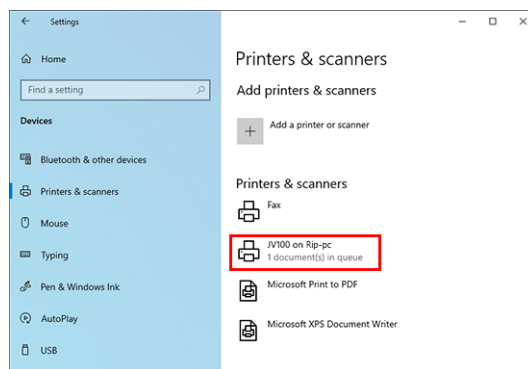 Settings
Home
Find a setting
Devices
Bluetooth & other devices
Printers & scanners
Mouse
Typing
Pen & Windows Ink
AutoPlay
USB
Printers & scanners
Add printers & scanners
Add a printer or scanner
Printers & scanners
Fax
JV100 on Rip-pc
1 document(s) in queue
Microsoft Print to PDF
Microsoft XPS Document Writer